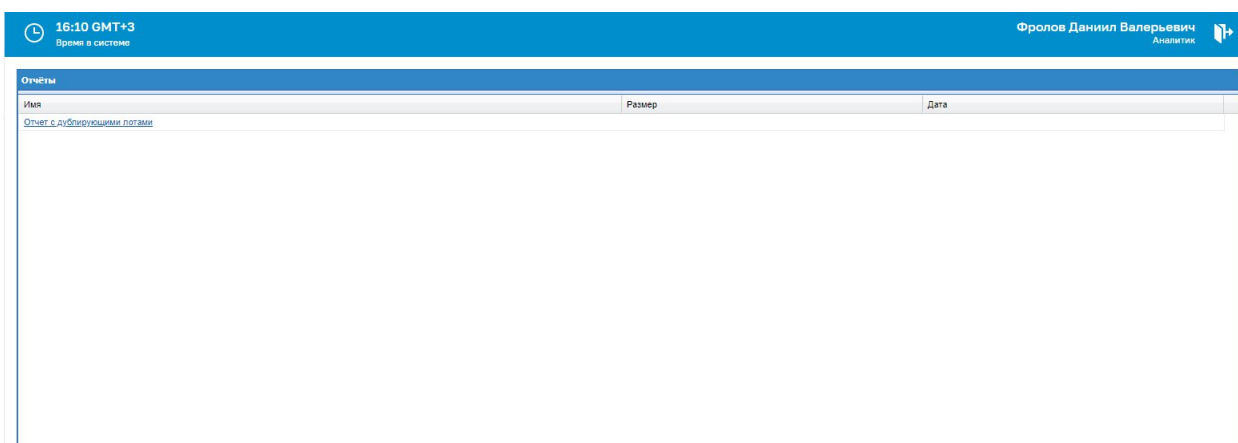 16:10 GMT+3
Время в системе
Фролов Даниил Валерьевич
Аналитик
Отчёты
Имя Размер Дата
Отчет с дублирующими лотами